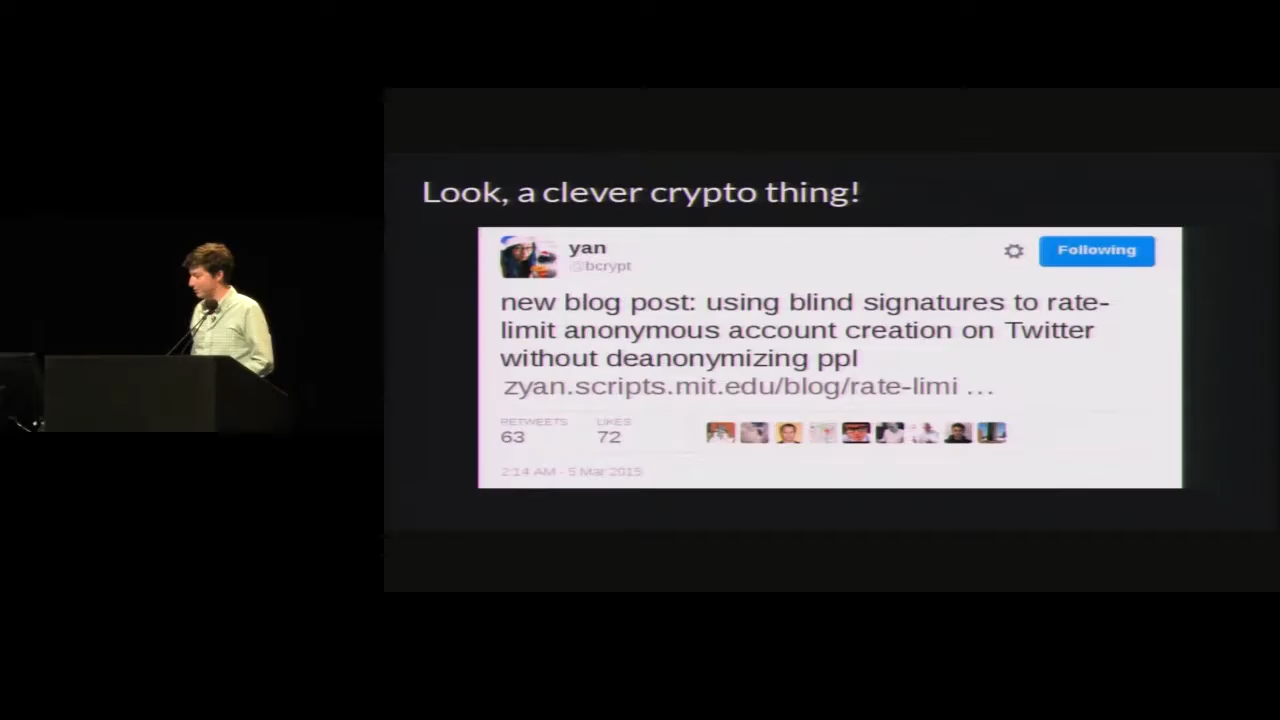 Look, a clever crypto thing!
yan
@bcrypt
Following
new blog post: using blind signatures to rate-
limit anonymous account creation on Twitter
without deanonymizing ppl
zyan.scripts.mit.edu/blog/rate-limi …
RETWEETS LIKES
63 72
2:14 AM - 5 Mar 2015